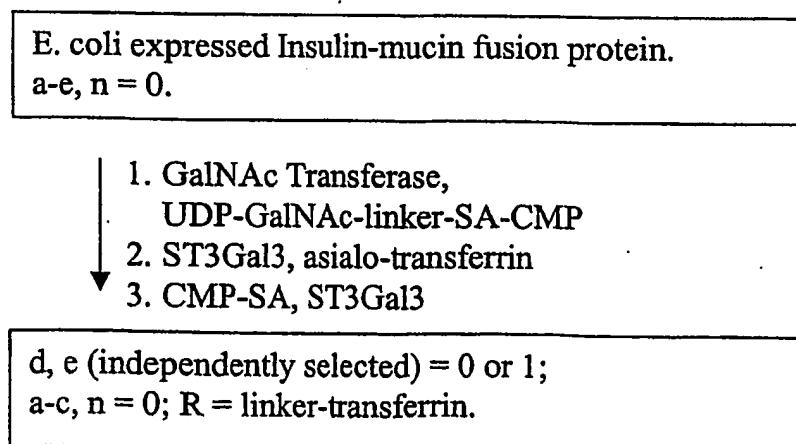 E. coli expressed Insulin-mucin fusion protein.
a-e, n = 0.
1. GalNAc Transferase,
UDP-GalNAc-linker-SA-CMP
2. ST3Gal3, asialo-transferrin
3. CMP-SA, ST3Gal3
d, e (independently selected) = 0 or 1;
a-c, n = 0; R = linker-transferrin.